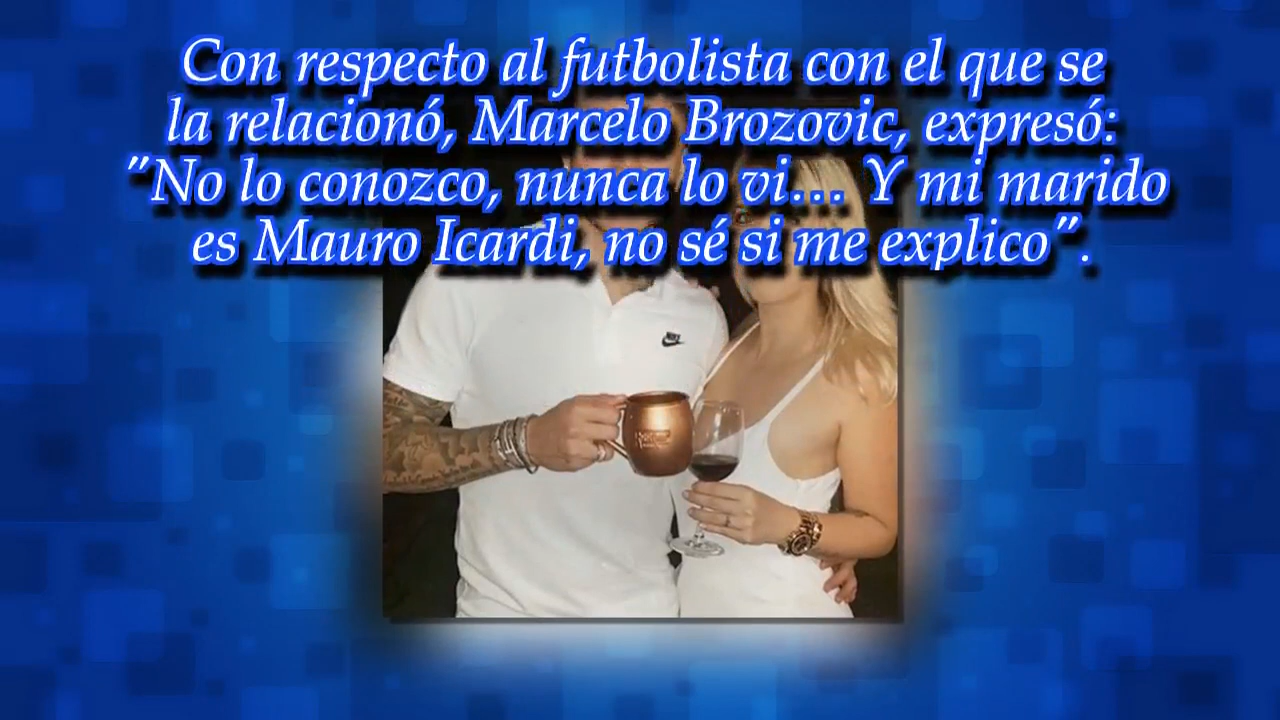 Con respecto al futbolista con el que se
la relacionó, Marcelo Brozovic, expresó:
"No lo conozco, nunca lo vi... Y mi marido
es Mauro Icardi, no sé si me explico".